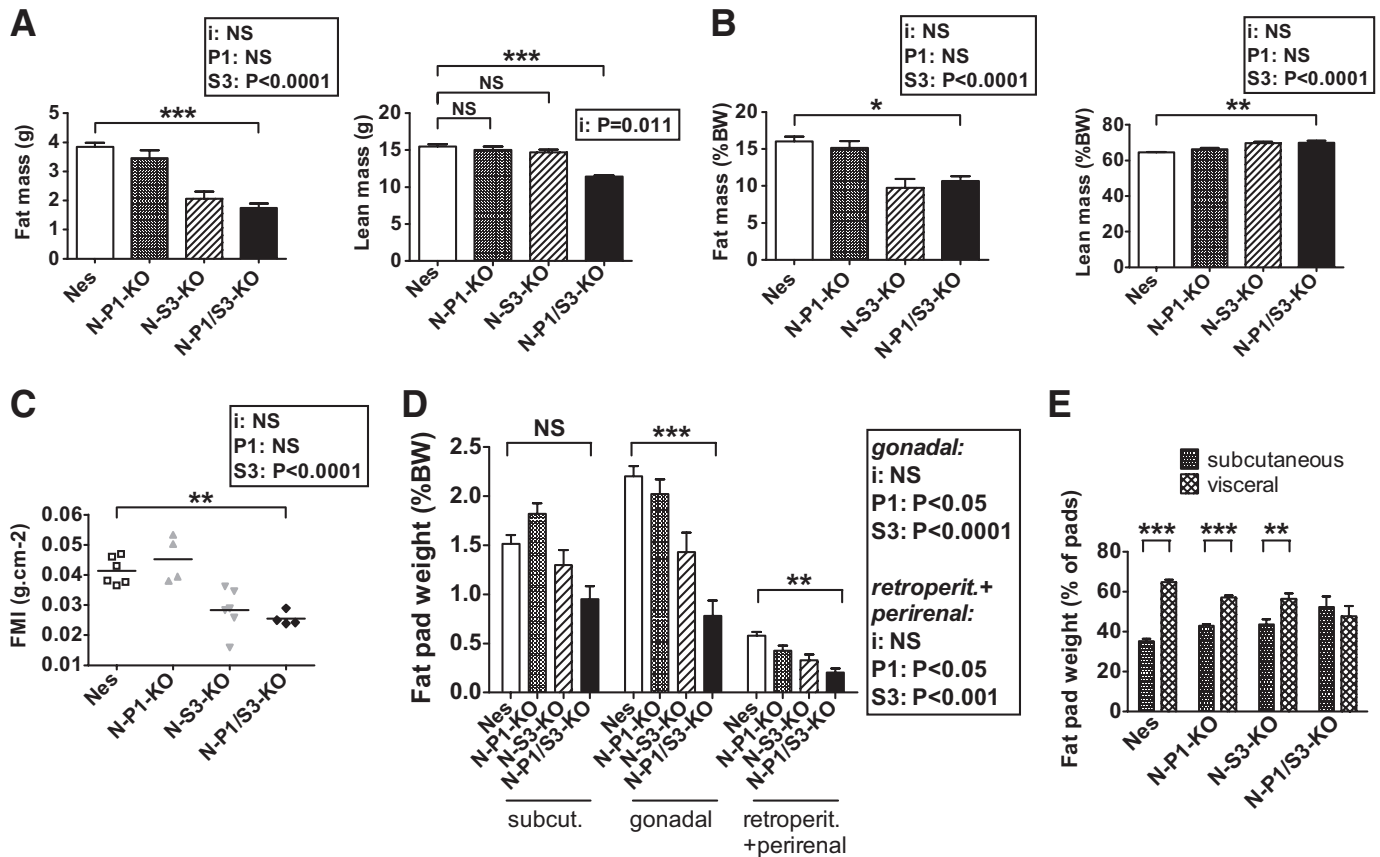 A
i: NS
P1: NS
S3: P<0.0001
***
Fat mass (g)
5
4
3
2
1
0
Nes
N-P1-KO
N-S3-KO
N-P1/S3-KO
***
NS
NS
i: P=0.011
Lean mass (g)
20
15
10
5
0
Nes
N-P1-KO
N-S3-KO
N-P1/S3-KO
B
i: NS
P1: NS
S3: P<0.0001
*
Fat mass (%BW)
20
15
10
5
0
Nes
N-P1-KO
N-S3-KO
N-P1/S3-KO
i: NS
P1: NS
S3: P<0.0001
**
Lean mass (%BW)
80
60
40
20
0
Nes
N-P1-KO
N-S3-KO
N-P1/S3-KO
C
i: NS
P1: NS
S3: P<0.0001
**
FMI (g.cm-2)
0.06
0.05
0.04
0.03
0.02
0.01
Nes
N-P1-KO
N-S3-KO
N-P1/S3-KO
D
NS
***
**
Fat pad weight (%BW)
2.5
2.0
1.5
1.0
0.5
0.0
Nes
N-P1-KO
N-S3-KO
N-P1/S3-KO
Nes
N-P1-KO
N-S3-KO
N-P1/S3-KO
Nes
N-P1-KO
N-S3-KO
N-P1/S3-KO
subcut.
gonadal
retroperit.
+perirenal
gonadal:
i: NS
P1: P<0.05
S3: P<0.0001
retroperit.+
perirenal:
i: NS
P1: P<0.05
S3: P<0.001
E
subcutaneous
visceral
***
***
**
Fat pad weight (% of pads)
80
60
40
20
0
Nes
N-P1-KO
N-S3-KO
N-P1/S3-KO